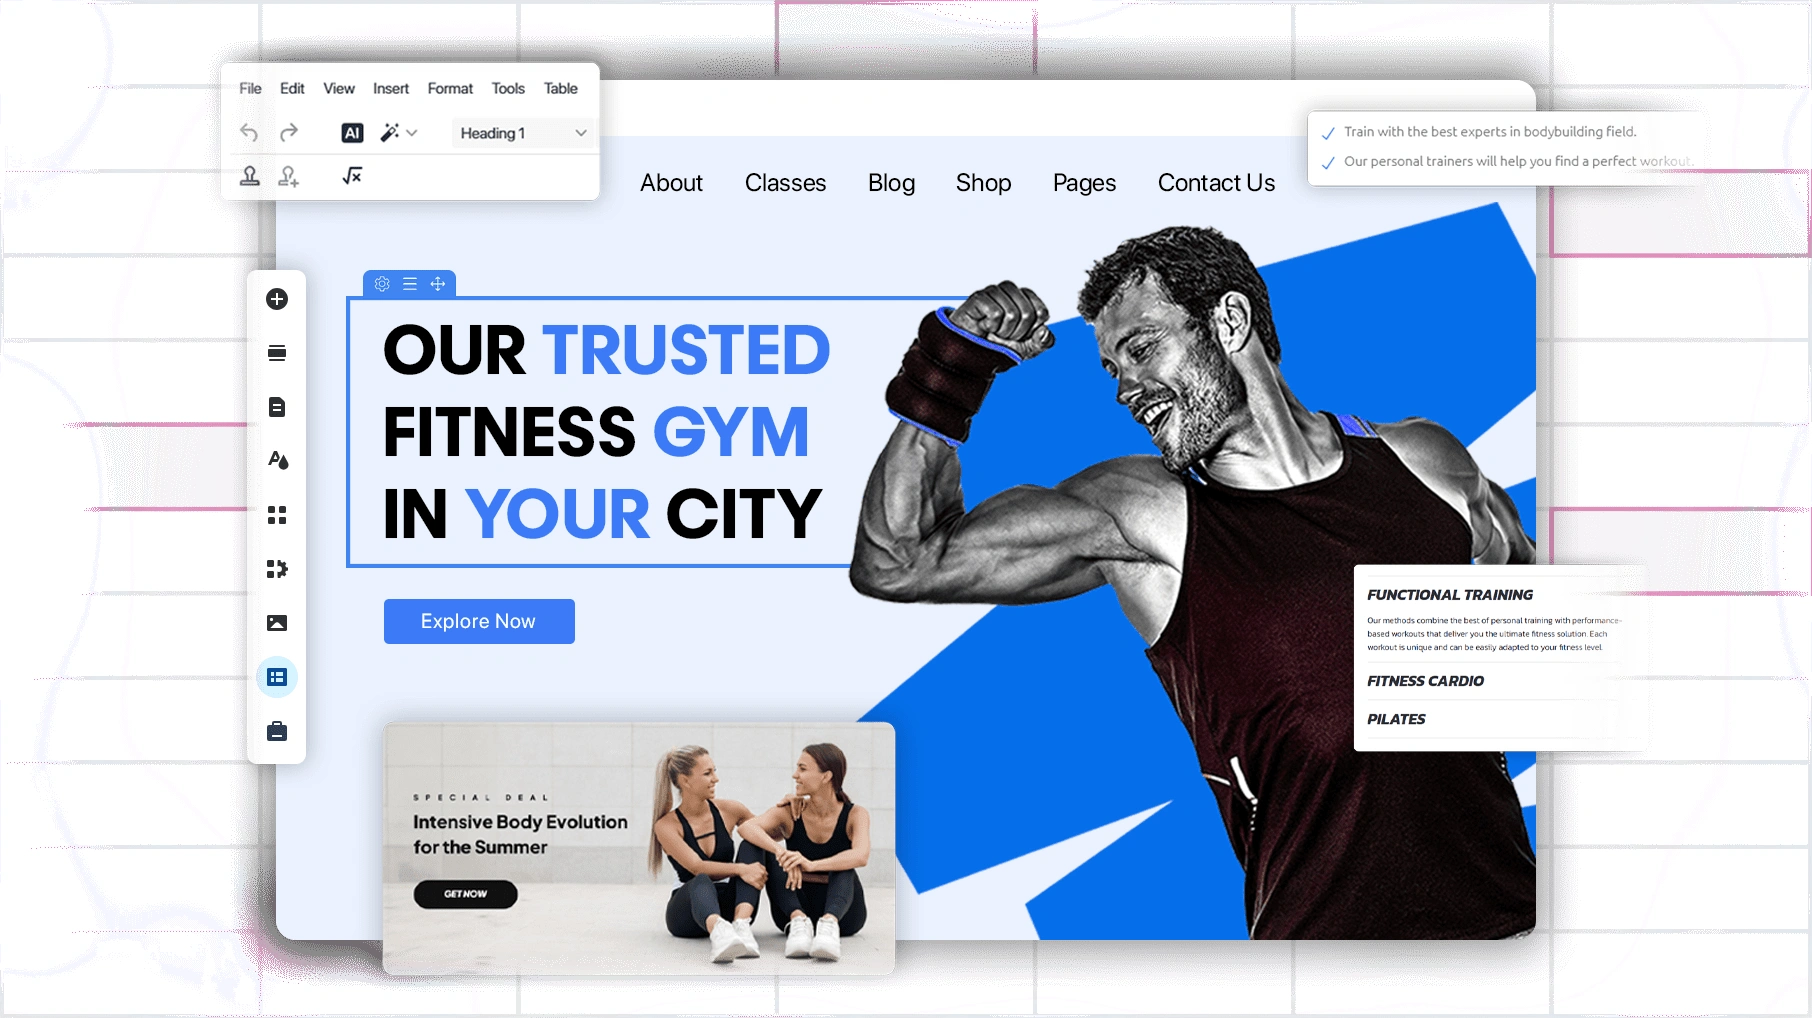 File Edit View Insert Format Tools Table
AI Heading 1
Train with the best experts in bodybuilding field.
Our personal trainers will help you find a perfect workout.
About Classes Blog Shop Pages Contact Us
OUR TRUSTED
FITNESS GYM
IN YOUR CITY
Explore Now
FUNCTIONAL TRAINING
Our methods combine the best of personal training with performance-
based workouts that deliver you the ultimate fitness solution. Each
workout is unique and can be easily adapted to your fitness level.
FITNESS CARDIO
PILATES
SPECIAL DEAL
Intensive Body Evolution
for the Summer
GET NOW